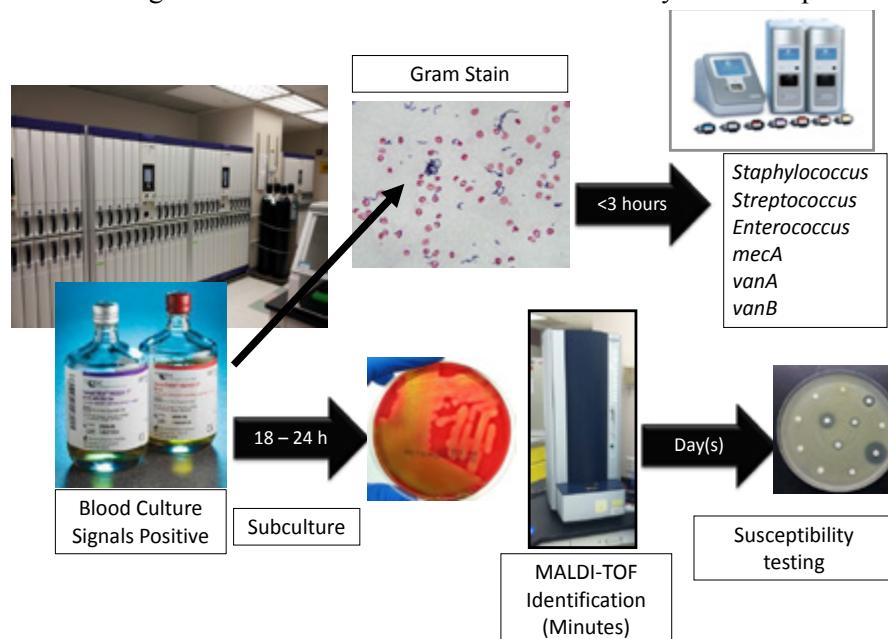 Gram Stain
<3 hours
Staphylococcus
Streptococcus
Enterococcus
mecA
vanA
vanB
18 – 24 h
Day(s)
Blood Culture
Signals Positive
Subculture
MALDI-TOF
Identification
(Minutes)
Susceptibility
testing